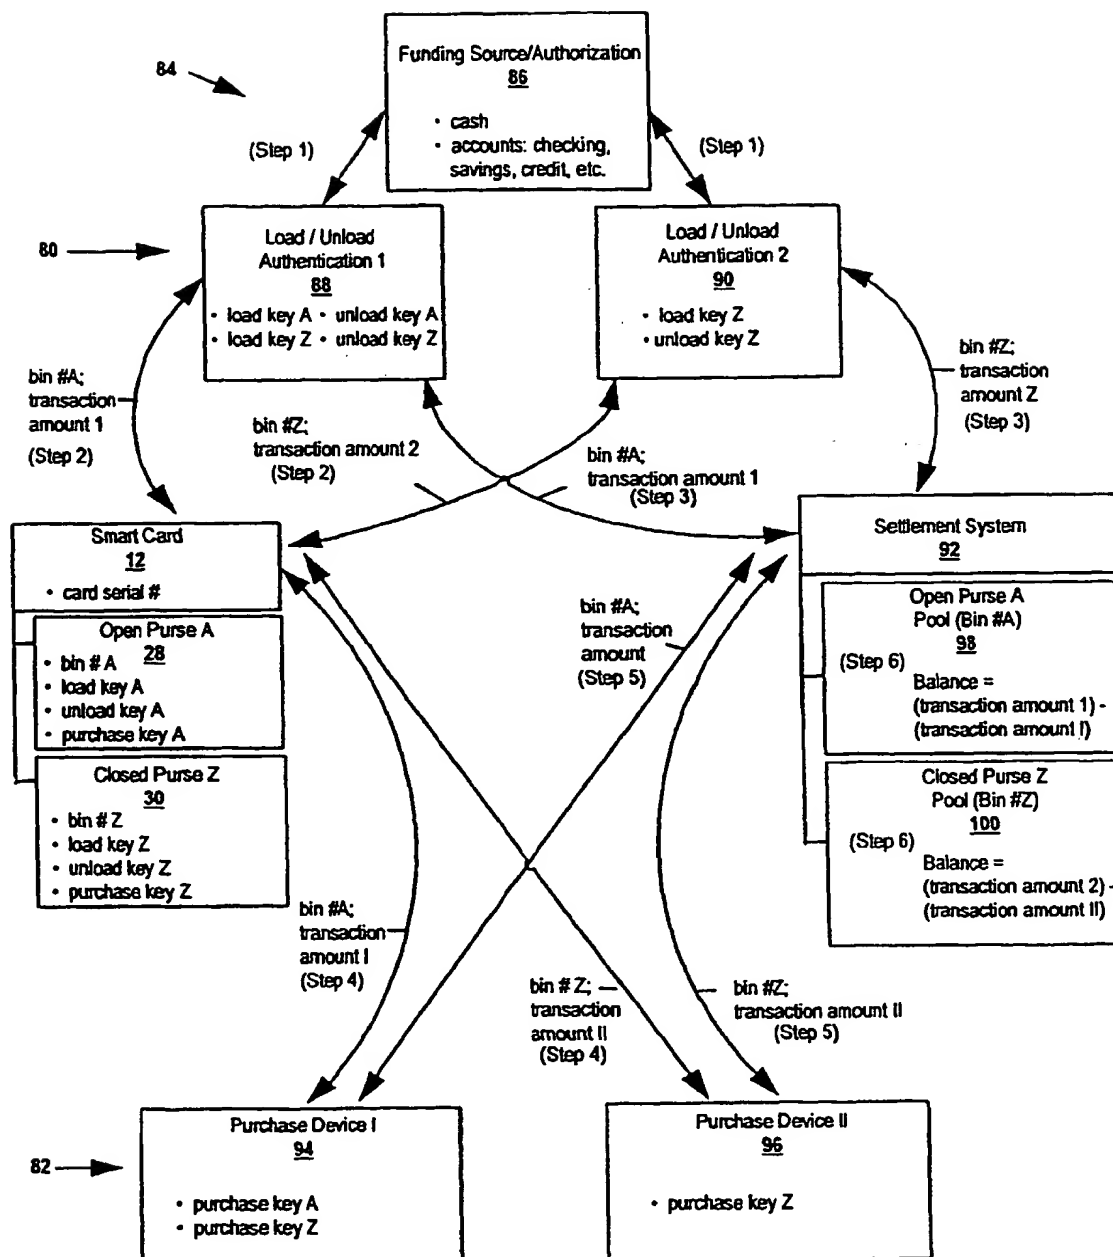 Funding Source/Authorization
86
• cash
• accounts: checking,
savings, credit, etc.
84
(Step 1)
(Step 1)
80
Load / Unload
Authentication 1
88
• load key A • unload key A
• load key Z • unload key Z
Load / Unload
Authentication 2
90
• load key Z
• unload key Z
bin #A;
transaction
amount 1
(Step 2)
bin #Z;
transaction amount 2
(Step 2)
bin #A;
transaction amount 1
(Step 3)
bin #Z;
transaction
amount Z
(Step 3)
Smart Card
12
• card serial #
Open Purse A
28
• bin # A
• load key A
• unload key A
• purchase key A
Closed Purse Z
30
• bin # Z
• load key Z
• unload key Z
• purchase key Z
Settlement System
92
Open Purse A
Pool (Bin #A)
98
(Step 6)
Balance =
(transaction amount 1) -
(transaction amount I)
Closed Purse Z
Pool (Bin #Z)
100
(Step 6)
Balance =
(transaction amount 2) -
(transaction amount II)
bin #A;
transaction
amount
(Step 5)
bin #A;
transaction
amount I
(Step 4)
bin # Z;
transaction
amount II
(Step 4)
bin #Z;
transaction amount II
(Step 5)
82
Purchase Device I
94
• purchase key A
• purchase key Z
Purchase Device II
96
• purchase key Z